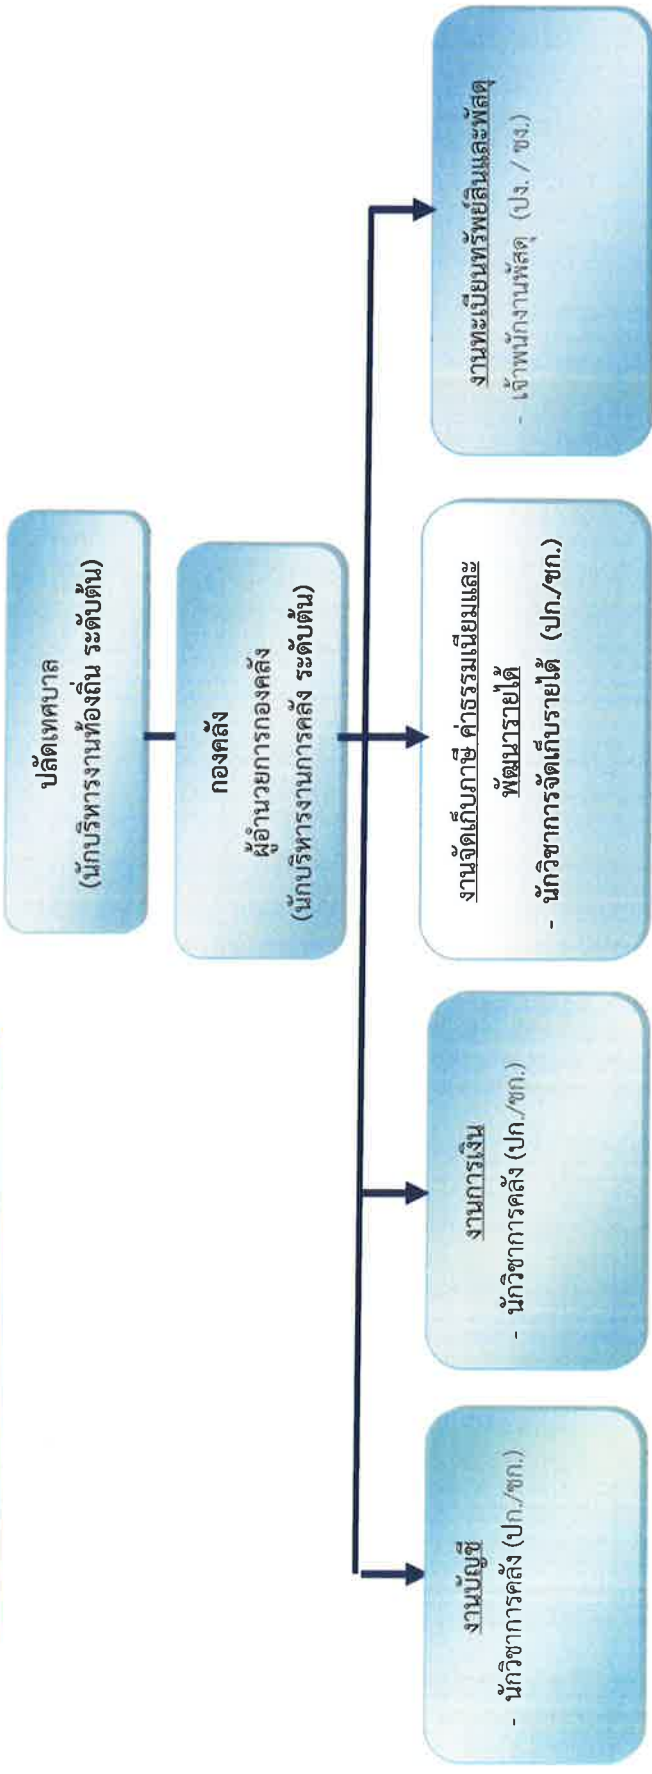 ปลัดเทศบาล
(นักบริหารงานท้องถิ่น ระดับต้น)
กองคลัง
ผู้อำนวยการกองคลัง
(นักบริหารงานการคลัง ระดับต้น)
งานบัญชี
- นักวิชาการคลัง (ปก./ชก.)
งานการเงิน
- นักวิชาการคลัง (ปก./ชก.)
งานจัดเก็บภาษี ค่าธรรมเนียมและ
พัฒนารายได้
- นักวิชาการจัดเก็บรายได้ (ปก./ชก.)
งานทะเบียนทรัพย์สินและพัสดุ
- เจ้าพนักงานพัสดุ (ปง. / ชง.)